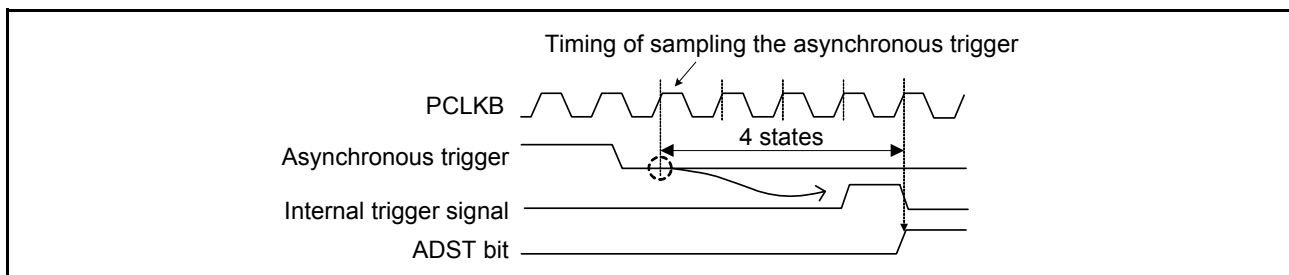 Timing of sampling the asynchronous trigger
PCLKB
4 states
Asynchronous trigger
Internal trigger signal
ADST bit